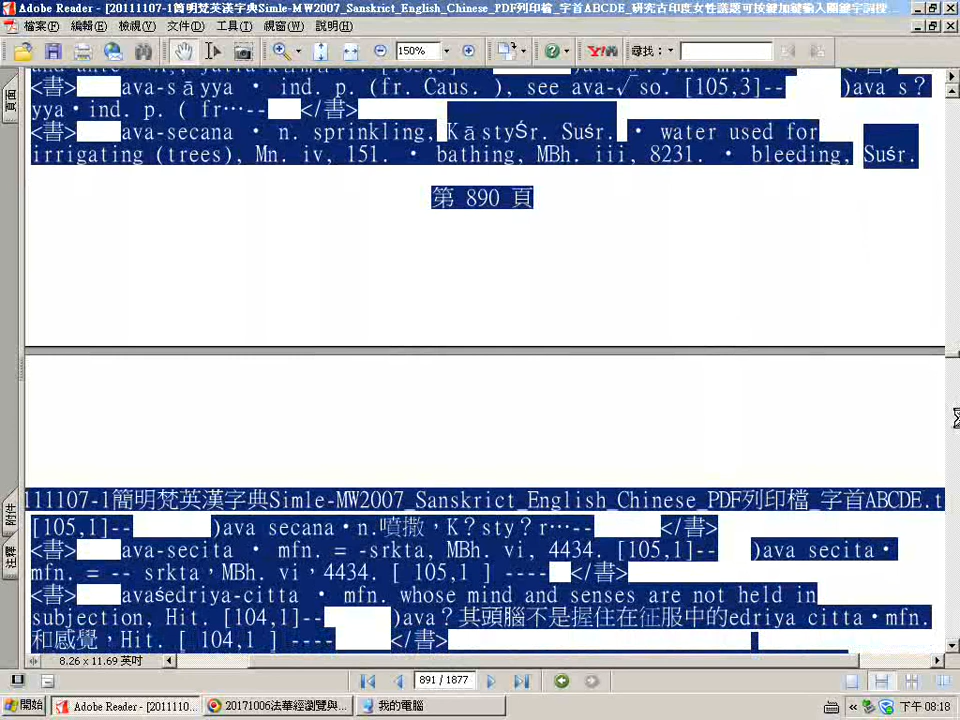 Adobe Reader - [20111107-1簡明梵英漢字典Simle-MW2007_Sanskrict_English_Chinese_PDF列印檔_字首ABCDE_研究古印度女性議題可按鍵加鍵輸入關鍵字詞搜
檔案(F) 編輯(E) 檢視(V) 文件(D) 工具(T) 視窗(W) 說明(H)
150% 尋找：
頁面
<書> ava-sāyya ‧ ind. p. (fr. Caus. ), see ava-√ so. [105,3]-- )ava s？
yya‧ind. p. ( fr…-- </書>
<書> ava-secana ‧ n. sprinkling, KāstyŚr. Suśr. ‧ water used for
irrigating (trees), Mn. iv, 151. ‧ bathing, MBh. iii, 8231. ‧ bleeding, Suśr.
第 890 頁
111107-1簡明梵英漢字典Simle-MW2007_Sanskrict_English_Chinese_PDF列印檔_字首ABCDE.t
[105,1]-- )ava secana‧n.噴撒，K？sty？r…-- </書>
<書> ava-secita ‧ mfn. = -srkta, MBh. vi, 4434. [105,1]-- )ava secita‧
mfn. = -- srkta，MBh. vi，4434. [ 105,1 ] ---- </書>
<書> avaśedriya-citta ‧ mfn. whose mind and senses are not held in
subjection, Hit. [104,1]-- )ava？其頭腦不是握住在征服中的edriya citta‧mfn.
和感覺，Hit. [ 104,1 ] ---- </書>
附件
注釋
8.26 x 11.69 英吋
891 / 1877
開始 Adobe Reader - [2011110... 20171006法華經瀏覽與... 我的電腦 下午 08:18